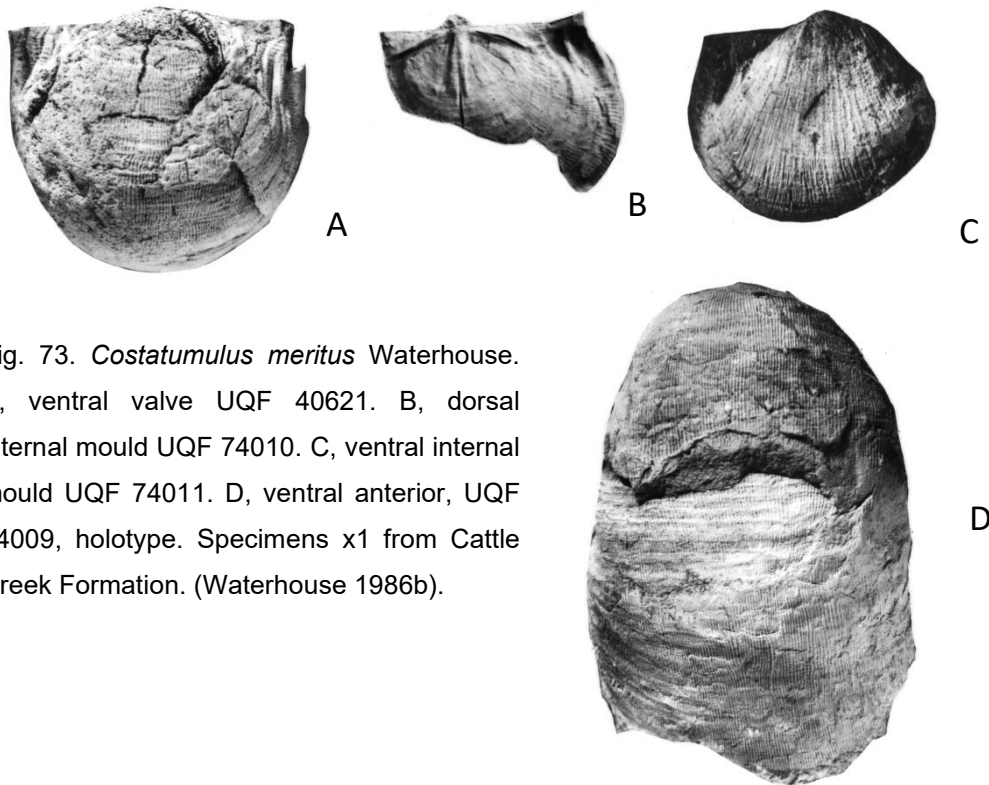 A
B
C
ig. 73. Costatumulus meritus Waterhouse.
, ventral valve UQF 40621. B, dorsal
nternal mould UQF 74010. C, ventral internal
ould UQF 74011. D, ventral anterior, UQF
4009, holotype. Specimens x1 from Cattle
reek Formation. (Waterhouse 1986b).
D